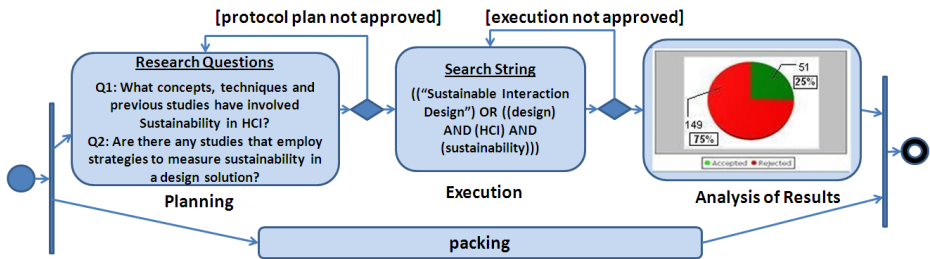 [protocol plan not approved]
[execution not approved]
Research Questions
Q1: What concepts, techniques and
previous studies have involved
Sustainability in HCI?
Q2: Are there any studies that employ
strategies to measure sustainability in
a design solution?
Planning
Search String
((“Sustainable Interaction
Design”) OR ((design)
AND (HCI) AND
(sustainability)))
Execution
51
25%
149
75%
Accepted Rejected
Analysis of Results
packing